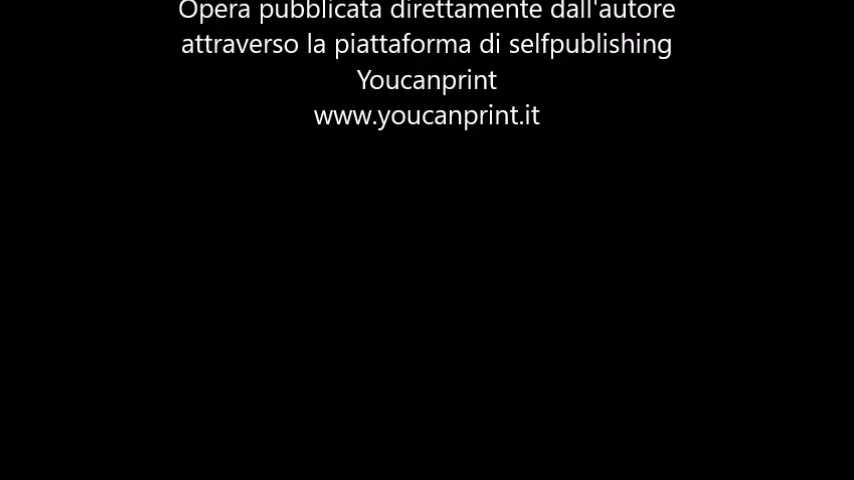 Opera pubblicata direttamente dall'autore
attraverso la piattaforma di selfpublishing
Youcanprint
www.youcanprint.it